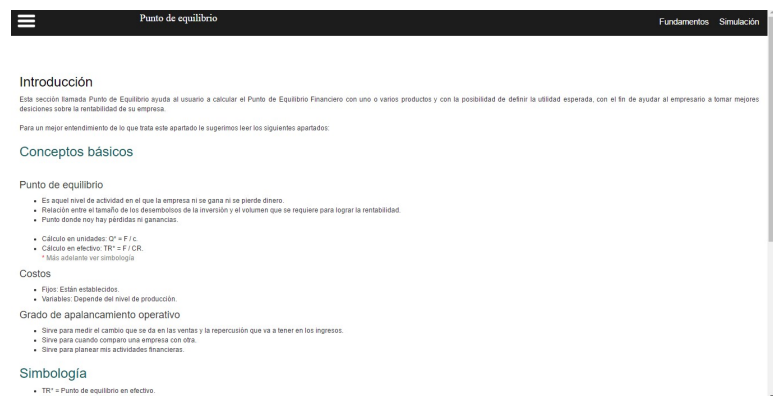 Punto de equilibrio
Fundamentos Simulación
Introducción
Esta sección llamada Punto de Equilibrio ayuda al usuario a calcular el Punto de Equilibrio Financiero con uno o varios productos y con la posibilidad de definir la utilidad esperada, con el fin de ayudar al empresario a tomar mejores
desiciones sobre la rentabilidad de su empresa.
Para un mejor entendimiento de lo que trata este apartado le sugerimos leer los siguientes apartados:
Conceptos básicos
Punto de equilibrio
Es aquel nivel de actividad en el que la empresa ni se gana ni se pierde dinero.
Relación entre el tamaño de los desembolsos de la inversión y el volumen que se requiere para lograr la rentabilidad.
Punto donde noy hay pérdidas ni ganancias.
Cálculo en unidades: Q* = F / c.
Cálculo en efectivo: TR* = F / CR.
* Más adelante ver simbología
Costos
Fijos: Están establecidos.
Variables: Depende del nivel de producción.
Grado de apalancamiento operativo
Sirve para medir el cambio que se da en las ventas y la repercusión que va a tener en los ingresos.
Sirve para cuando comparo una empresa con otra.
Sirve para planear mis actividades financieras.
Simbología
TR* = Punto de equilibrio en efectivo.